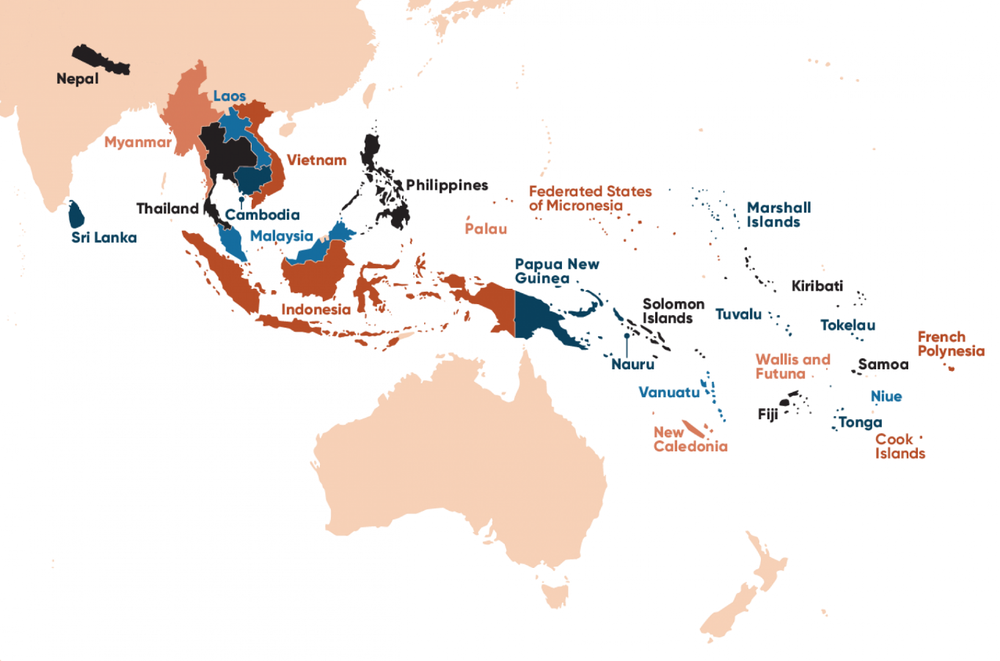 Nepal
Laos
Myanmar
Vietnam
Philippines
Thailand
Cambodia
Sri Lanka
Malaysia
Federated States
of Micronesia
Palau
Marshall
Islands
Papua New
Guinea
Kiribati
Indonesia
Solomon
Islands
Tuvalu
Tokelau
French
Polynesia
Nauru
Wallis and
Futuna
Samoa
Vanuatu
Niue
Fiji
Tonga
New
Caledonia
Cook
Islands